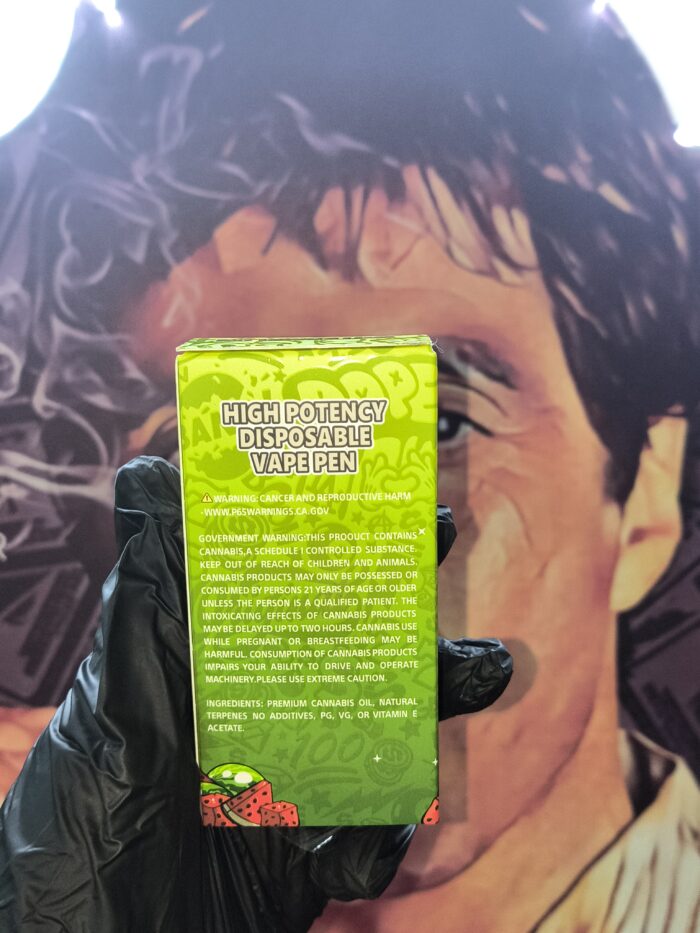 HIGH POTENCY
DISPOSABLE
VAPE PEN
WARNING: CANCER AND REPRODUCTIVE HARM
-WWW.P65WARNINGS.CA.GOV
GOVERNMENT WARNING:THIS PRODUCT CONTAINS
CANNABIS,A SCHEDULE I CONTROLLED SUBSTANCE.
KEEP OUT OF REACH OF CHILDREN AND ANIMALS.
CANNABIS PRODUCTS MAY ONLY BE POSSESSED OR
CONSUMED BY PERSONS 21 YEARS OF AGE OR OLDER
UNLESS THE PERSON IS A QUALIFIED PATIENT. THE
INTOXICATING EFFECTS OF CANNABIS PRODUCTS
MAYBE DELAYED UP TO TWO HOURS. CANNABIS USE
WHILE PREGNANT OR BREASTFEEDING MAY BE
HARMFUL. CONSUMPTION OF CANNABIS PRODUCTS
IMPAIRS YOUR ABILITY TO DRIVE AND OPERATE
MACHINERY.PLEASE USE EXTREME CAUTION.
INGREDIENTS: PREMIUM CANNABIS OIL, NATURAL
TERPENES NO ADDITIVES, PG, VG, OR VITAMIN E
ACETATE.
100